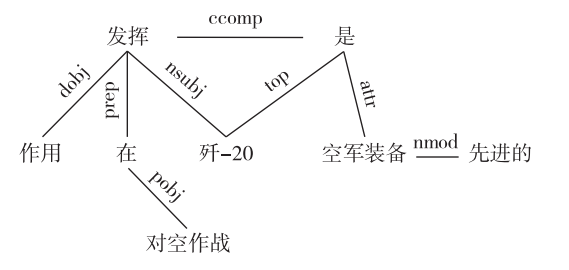 ccomp
发挥 是
dobj prep nsubj top attr
作用 在 歼-20 空军装备 nmod 先进的
pobj
对空作战